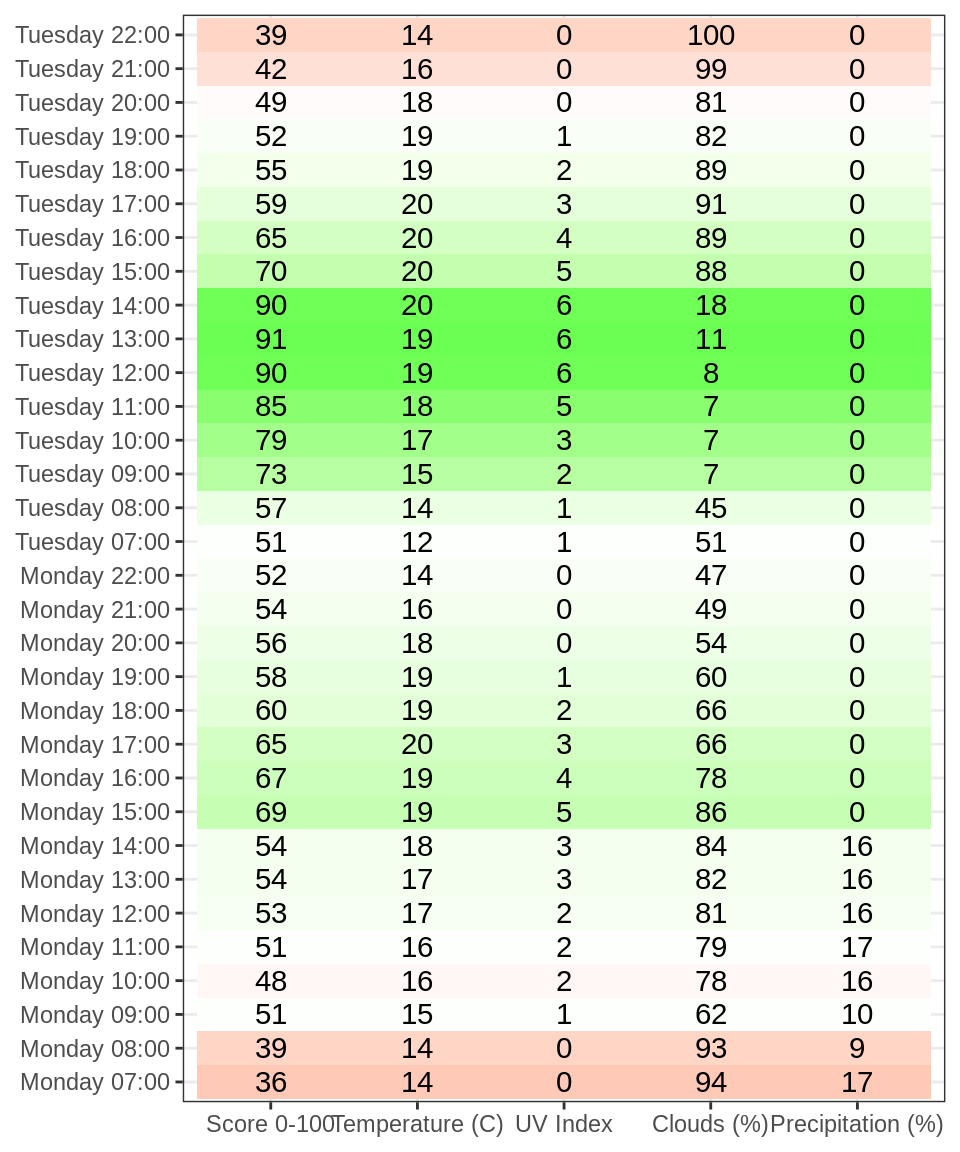 Tuesday 22:00 39 14 0 100 0
Tuesday 21:00 42 16 0 99 0
Tuesday 20:00 49 18 0 81 0
Tuesday 19:00 52 19 1 82 0
Tuesday 18:00 55 19 2 89 0
Tuesday 17:00 59 20 3 91 0
Tuesday 16:00 65 20 4 89 0
Tuesday 15:00 70 20 5 88 0
Tuesday 14:00 90 20 6 18 0
Tuesday 13:00 91 19 6 11 0
Tuesday 12:00 90 19 6 8 0
Tuesday 11:00 85 18 5 7 0
Tuesday 10:00 79 17 3 7 0
Tuesday 09:00 73 15 2 7 0
Tuesday 08:00 57 14 1 45 0
Tuesday 07:00 51 12 1 51 0
Monday 22:00 52 14 0 47 0
Monday 21:00 54 16 0 49 0
Monday 20:00 56 18 0 54 0
Monday 19:00 58 19 1 60 0
Monday 18:00 60 19 2 66 0
Monday 17:00 65 20 3 66 0
Monday 16:00 67 19 4 78 0
Monday 15:00 69 19 5 86 0
Monday 14:00 54 18 3 84 16
Monday 13:00 54 17 3 82 16
Monday 12:00 53 17 2 81 16
Monday 11:00 51 16 2 79 17
Monday 10:00 48 16 2 78 16
Monday 09:00 51 15 1 62 10
Monday 08:00 39 14 0 93 9
Monday 07:00 36 14 0 94 17
Score 0-100 Temperature (C) UV Index Clouds (%) Precipitation (%)